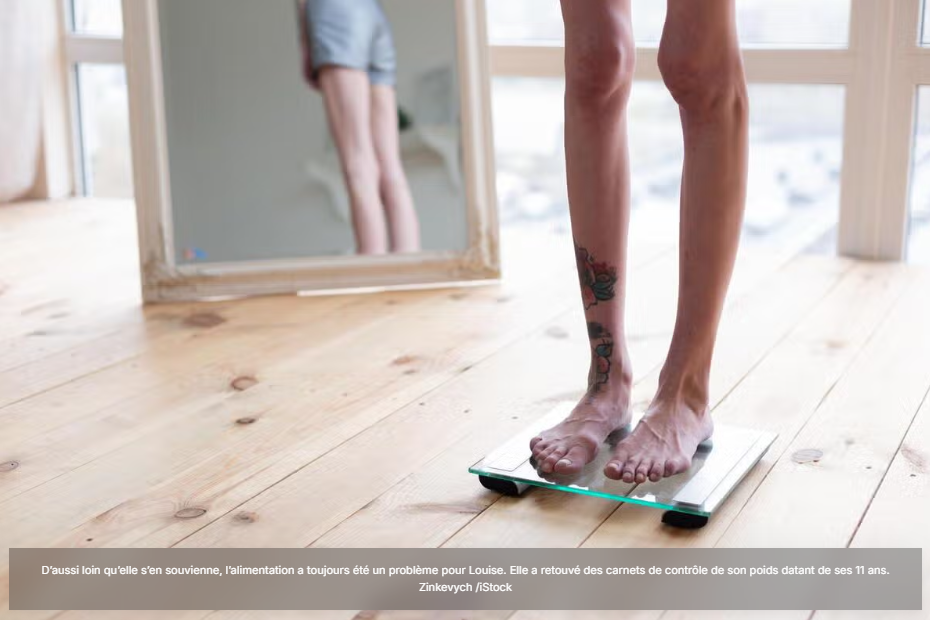 D'aussi loin qu'elle s'en souvienne, l'alimentation a toujours été un problème pour Louise. Elle a retouvé des carnets de contrôle de son poids datant de ses 11 ans.
Zinkevych /iStock